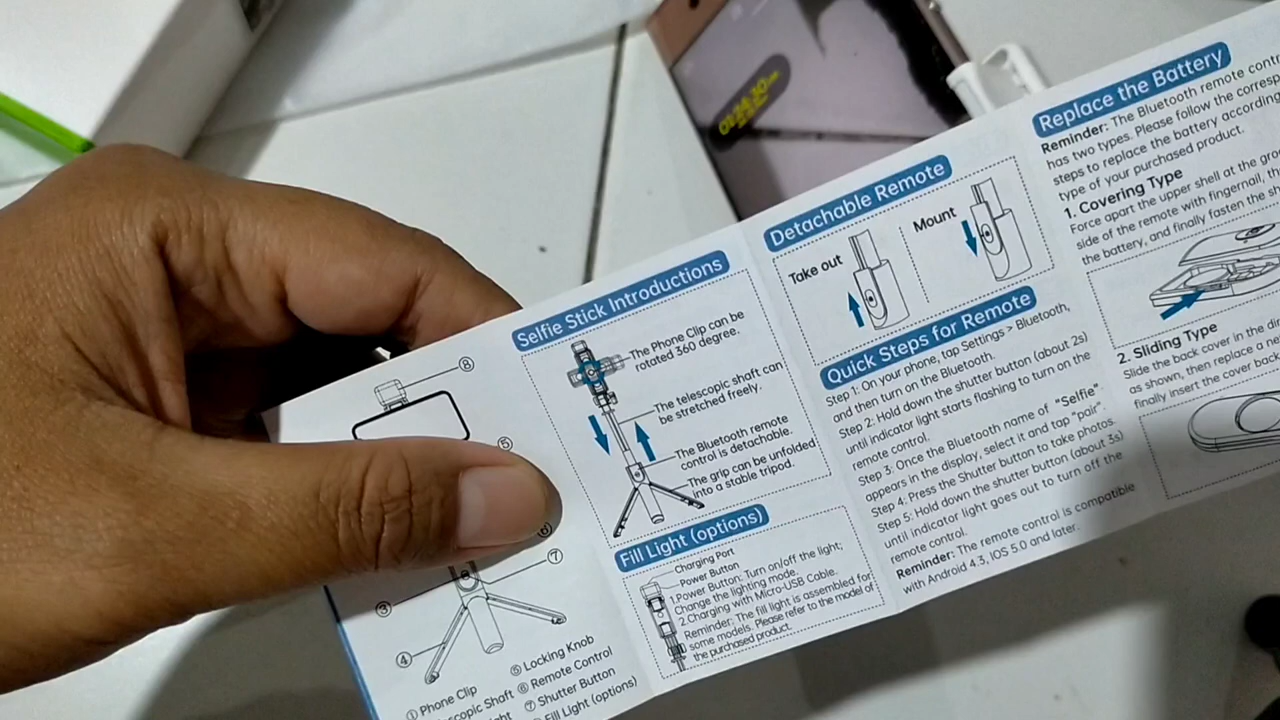 ⑧
⑤
⑥
⑦
③
④
① Phone Clip
Shaft
⑤ Locking Knob
⑥ Remote Control
⑦ Shutter Button
Fill Light (options)
Selfie Stick Introductions
The Phone Clip can be
rotated 360 degree.
The telescopic shaft can
be stretched freely.
The Bluetooth remote
control is detachable.
The grip can be unfolded
into a stable tripod.
Fill Light (options)
Charging Port
Power Button
1.Power Button: Turn on/off the light;
Change the lighting mode.
2.Charging with Micro-USB Cable.
Reminder: The fill light is assembled for
some models. Please refer to the model of
the purchased product.
Detachable Remote
Take out
Mount
Quick Steps for Remote
Step 1: On your phone, tap Settings > Bluetooth,
and then turn on the Bluetooth.
Step 2: Hold down the shutter button (about 2s)
until indicator light starts flashing to turn on the
remote control.
Step 3: Once the Bluetooth name of "Selfie"
appears in the display, select it and tap "pair".
Step 4: Press the Shutter button to take photos.
Step 5: Hold down the shutter button (about 3s)
until indicator light goes out to turn off the
remote control.
Reminder: The remote control is compatible
with Android 4.3, IOS 5.0 and later.
Replace the Battery
Reminder: The Bluetooth remote
has two types. Please follow the
steps to replace the battery
type of your purchased product.
1. Covering Type
Force apart the upper shell at the
side of the remote with fingernail,
the battery, and finally fasten the
2. Sliding Type
Slide the back cover in the
as shown, then replace a
finally insert the cover